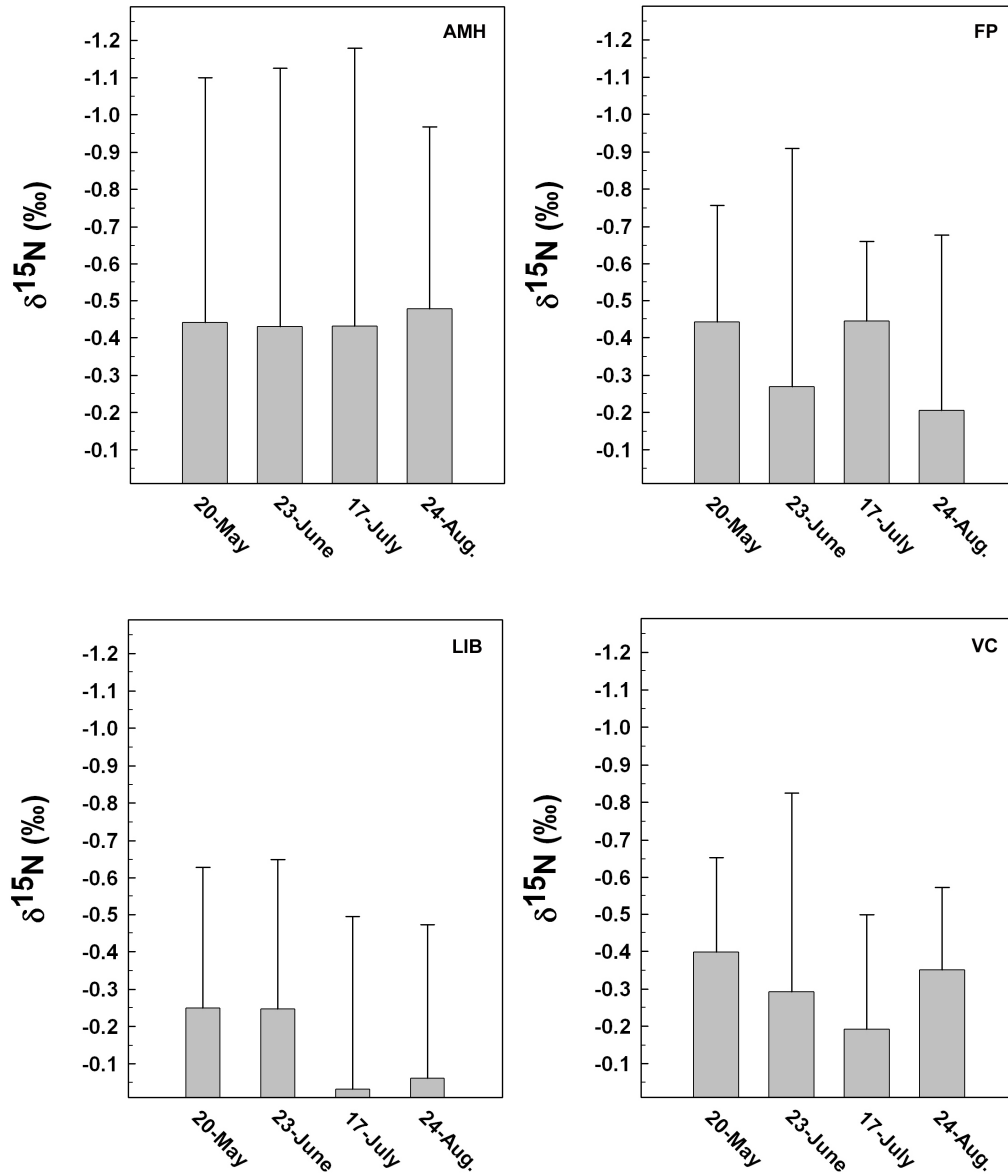 AMH
-1.2
-1.1
-1.0
-0.9
-0.8
-0.7
-0.6
-0.5
-0.4
-0.3
-0.2
-0.1
δ15N (‰)
20-May
23-June
17-July
24-Aug.
FP
-1.2
-1.1
-1.0
-0.9
-0.8
-0.7
-0.6
-0.5
-0.4
-0.3
-0.2
-0.1
δ15N (‰)
20-May
23-June
17-July
24-Aug.
LIB
-1.2
-1.1
-1.0
-0.9
-0.8
-0.7
-0.6
-0.5
-0.4
-0.3
-0.2
-0.1
δ15N (‰)
20-May
23-June
17-July
24-Aug.
VC
-1.2
-1.1
-1.0
-0.9
-0.8
-0.7
-0.6
-0.5
-0.4
-0.3
-0.2
-0.1
δ15N (‰)
20-May
23-June
17-July
24-Aug.